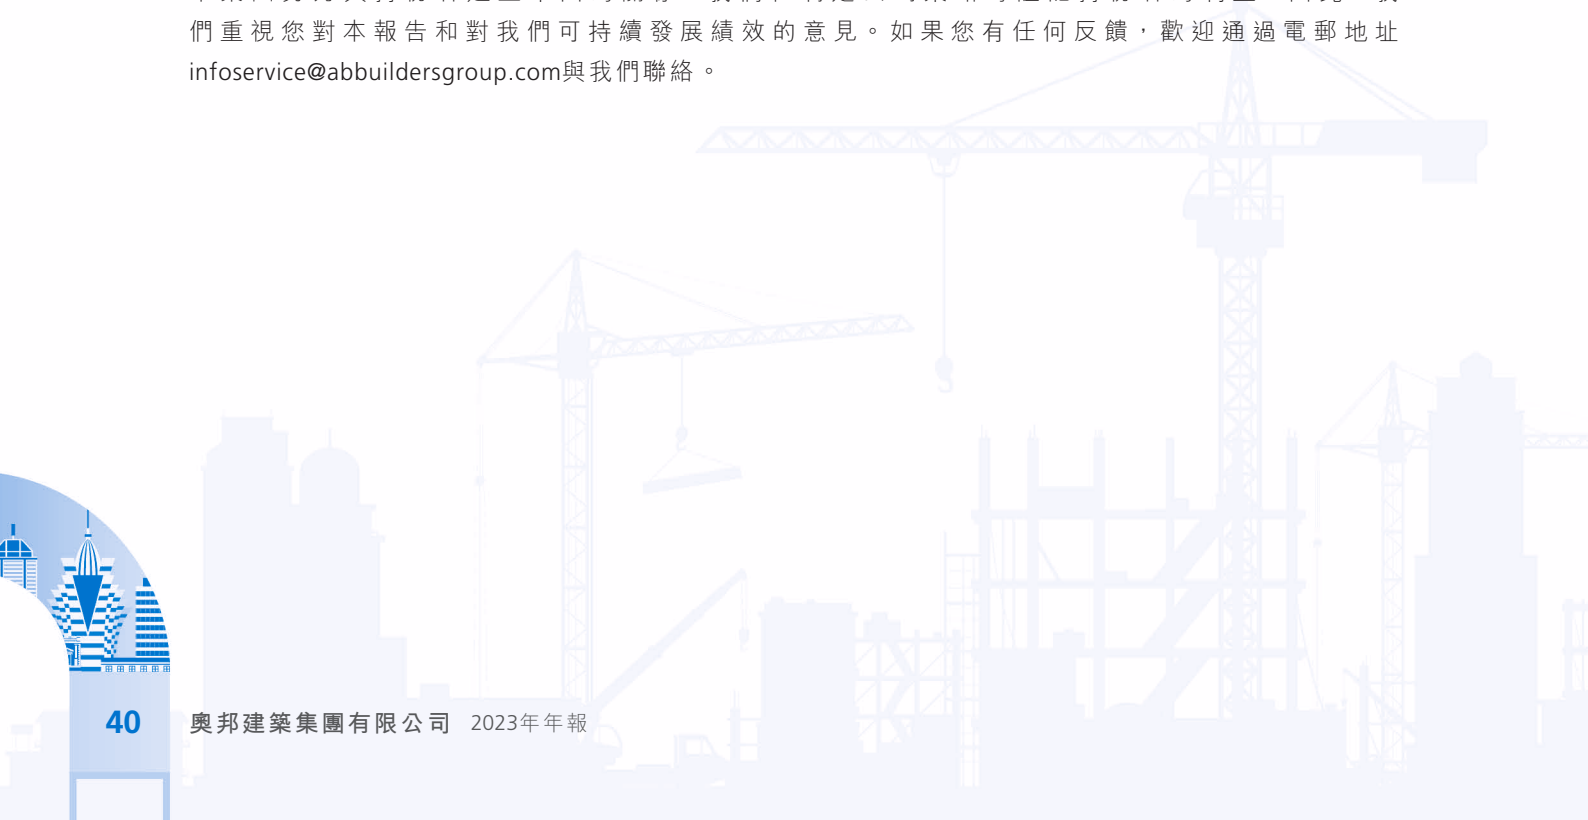 們重視您對本報告和對我們可持續發展績效的意見。如果您有任何反饋，歡迎通過電郵地址
infoservice@abbuildersgroup.com與我們聯絡。
40 奧邦建築集團有限公司 2023年年報